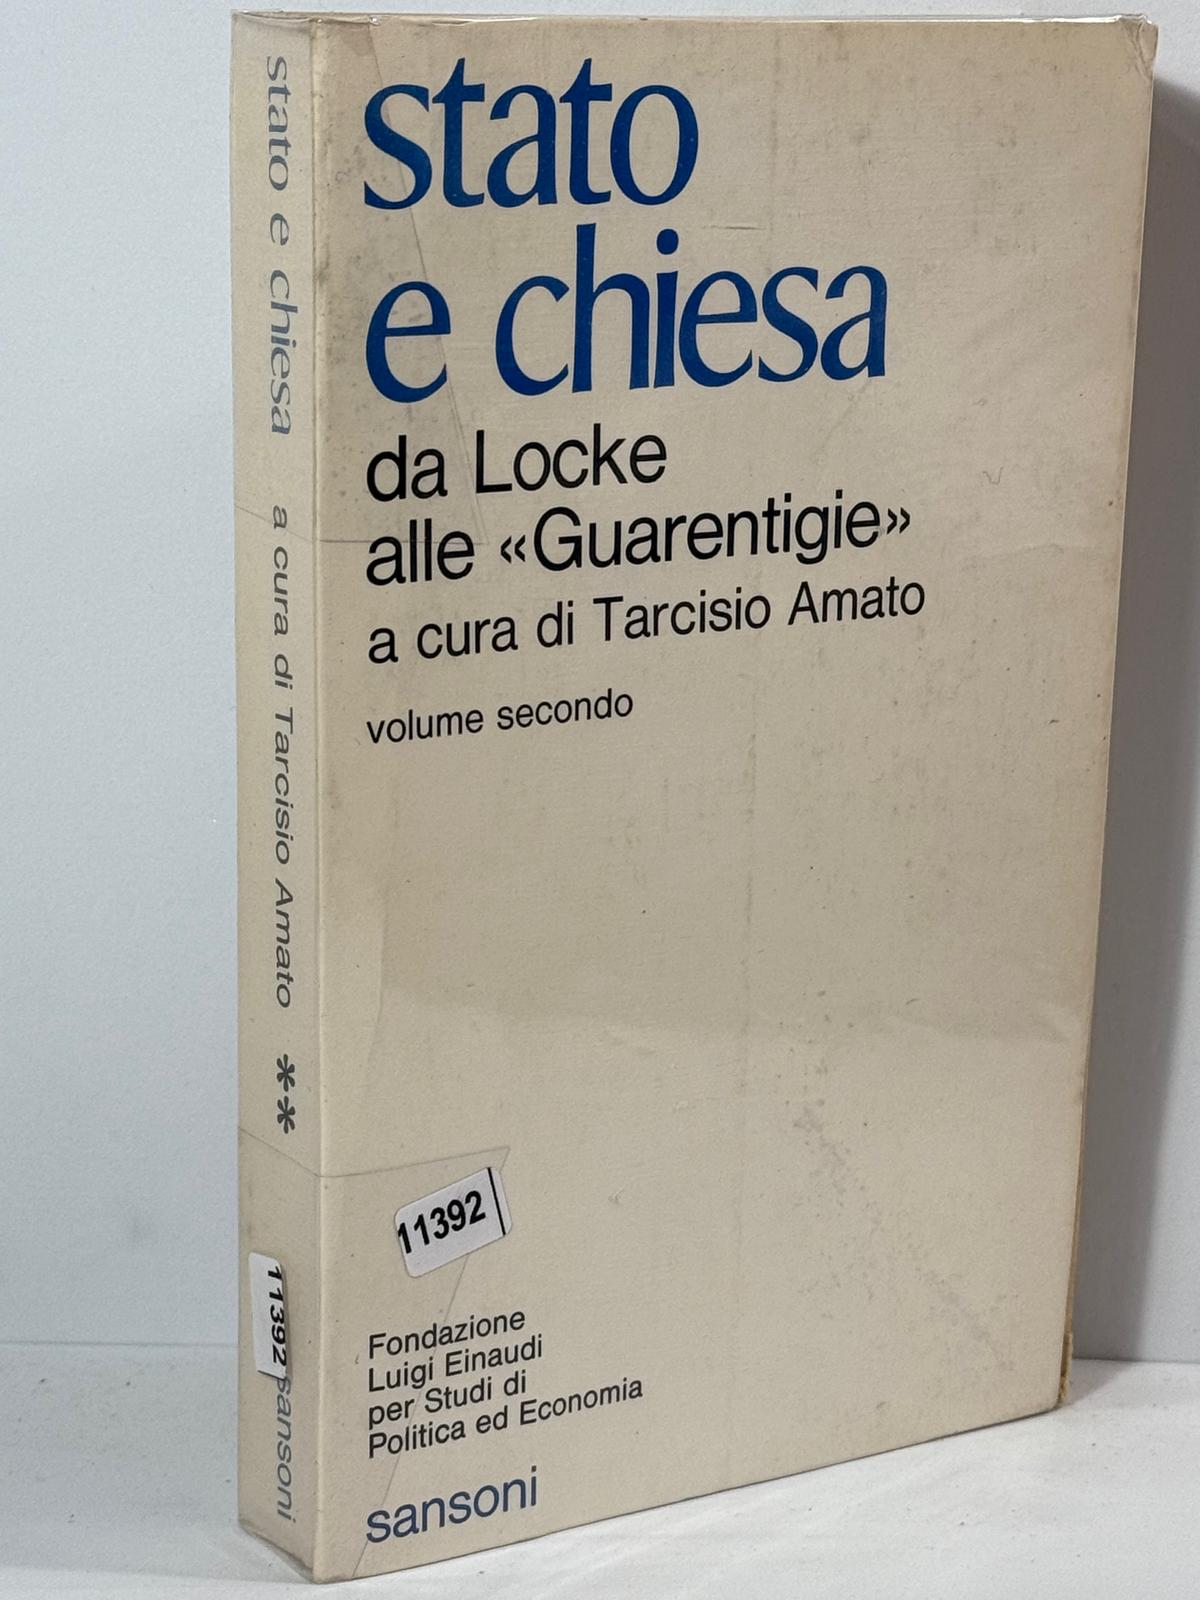 stato
e chiesa
da Locke
alle «Guarentigie»
a cura di Tarcisio Amato
volume secondo
11392
Fondazione
Luigi Einaudi
per Studi di
Politica ed Economia
sansoni
stato e chiesa a cura di Tarcisio Amato **
11392
sansoni